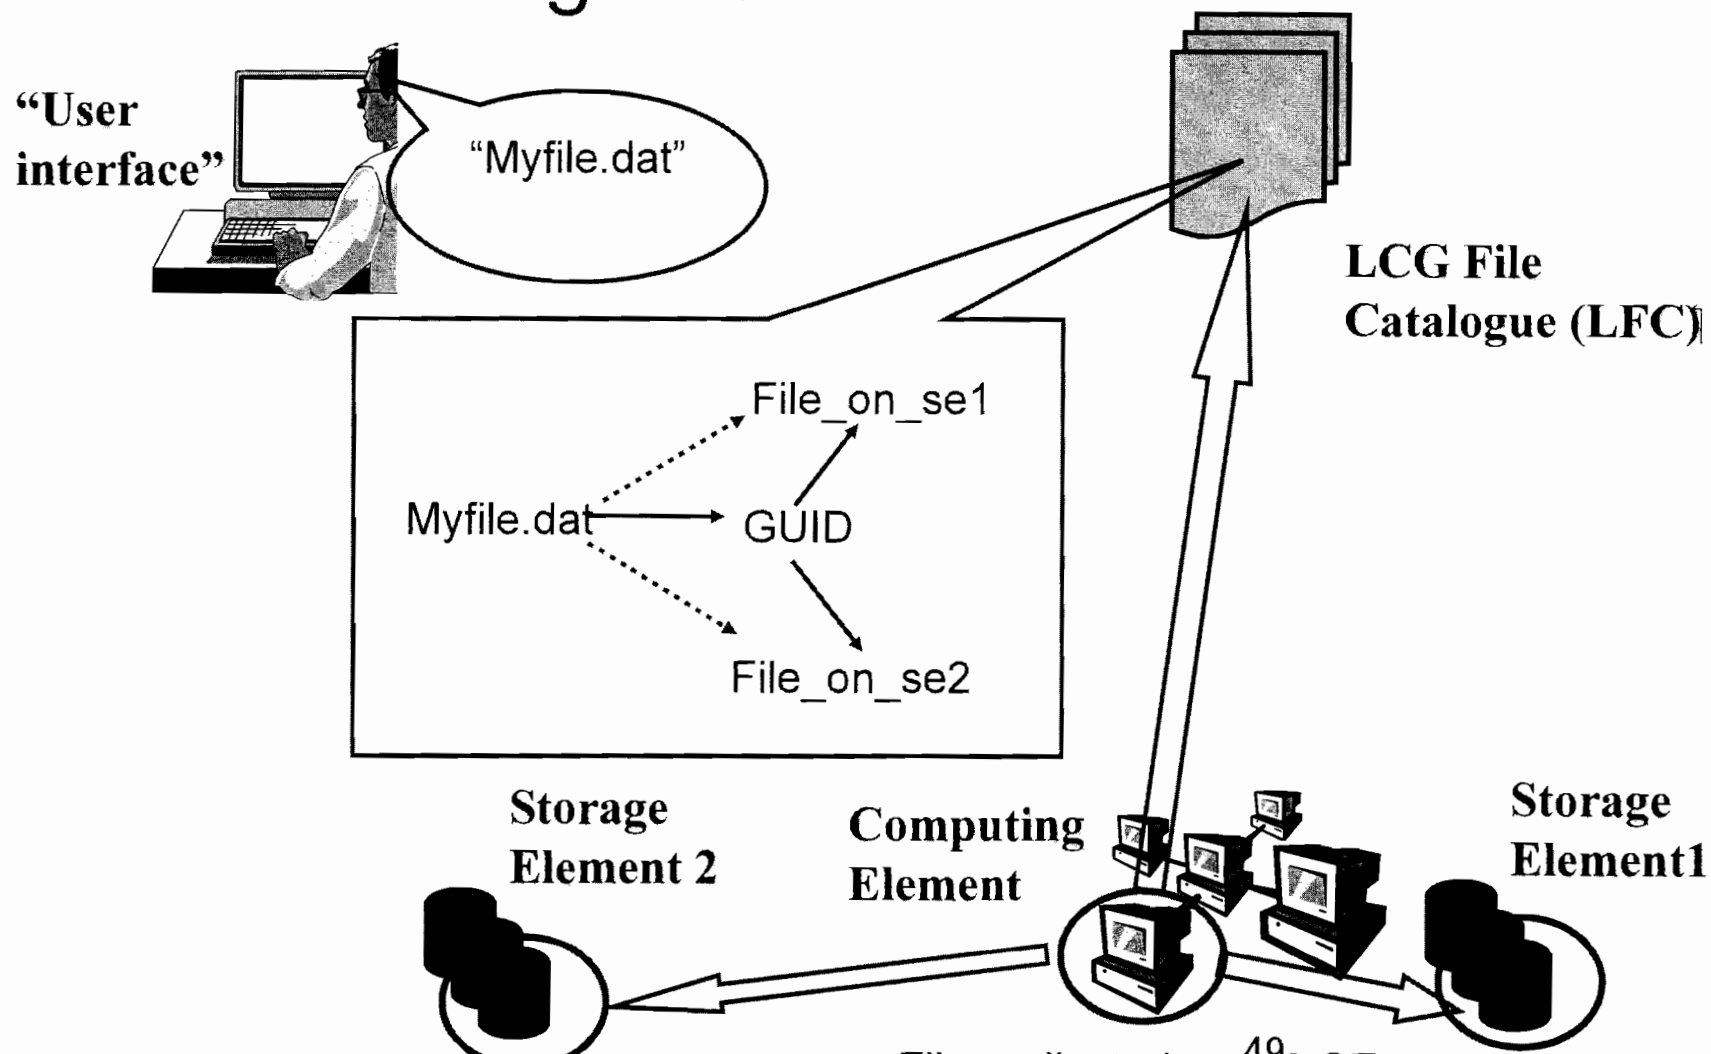 “User
interface”
“Myfile.dat”
LCG File
Catalogue (LFC)
File_on_se1
Myfile.dat
GUID
File_on_se2
Storage
Element 2
Computing
Element
Storage
Element1
49